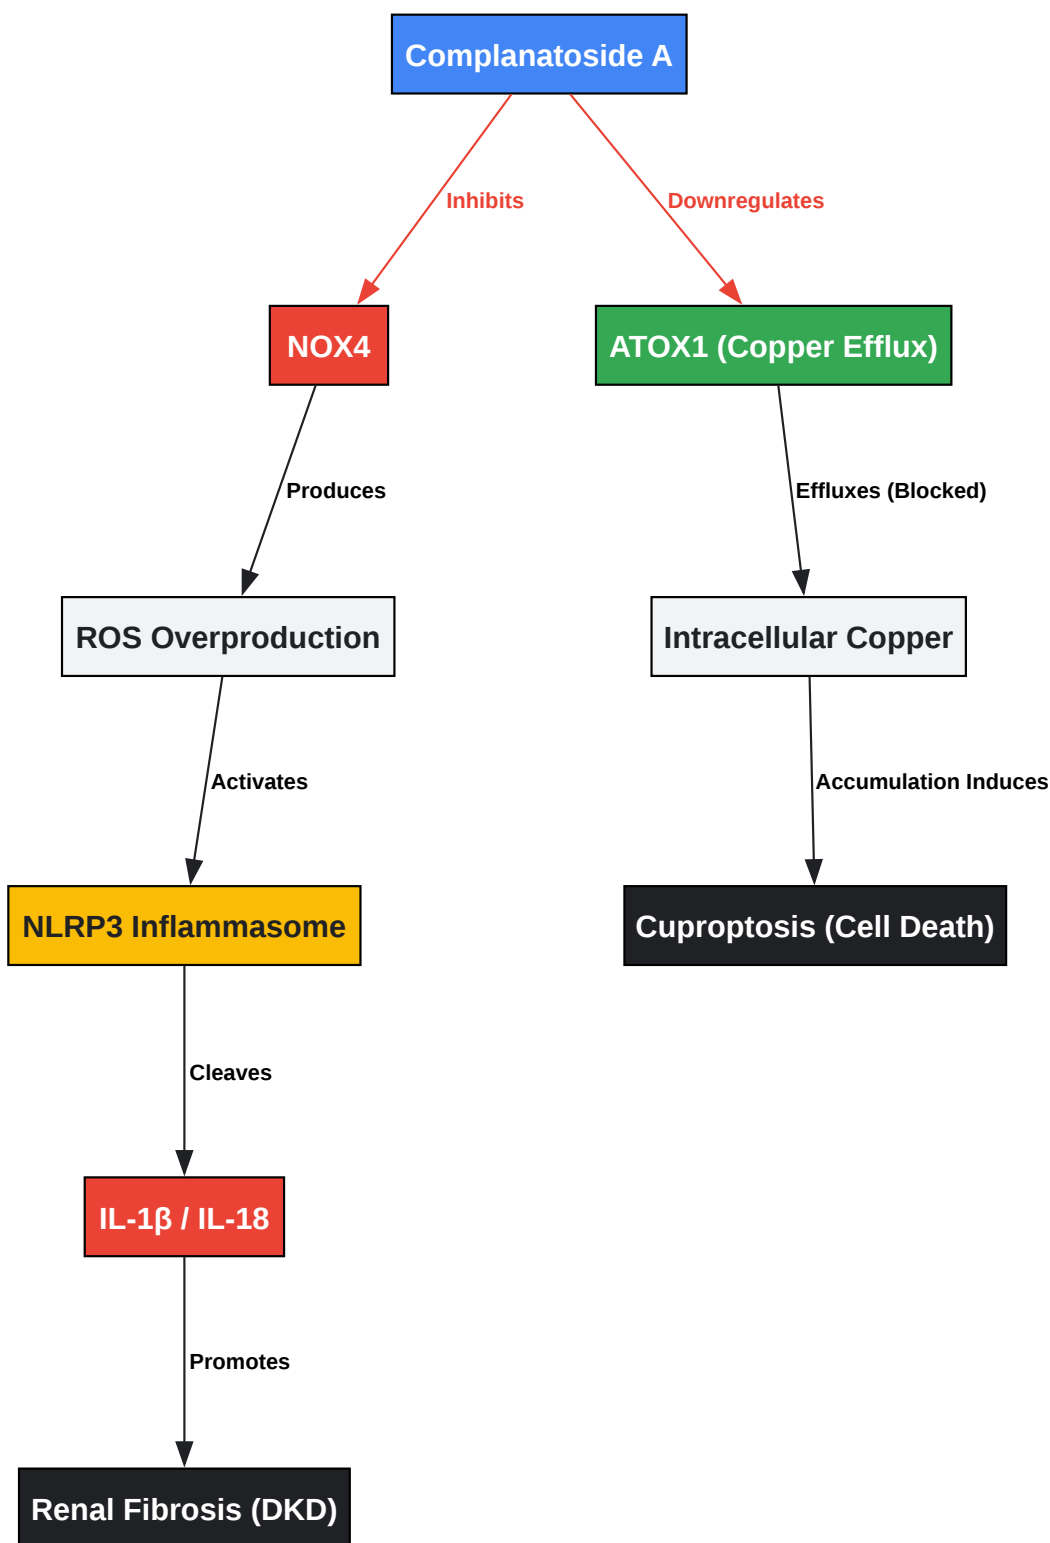 Complanatoside A
Inhibits
Downregulates
NOX4
ATOX1 (Copper Efflux)
Produces
Effluxes (Blocked)
ROS Overproduction
Intracellular Copper
Activates
Accumulation Induces
NLRP3 Inflammasome
Cuproptosis (Cell Death)
Cleaves
IL-1β / IL-18
Promotes
Renal Fibrosis (DKD)